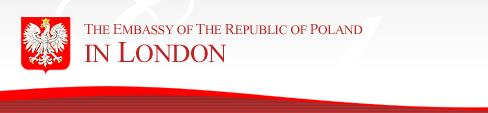 THE EMBASSY OF THE REPUBLIC OF POLAND
IN LONDON